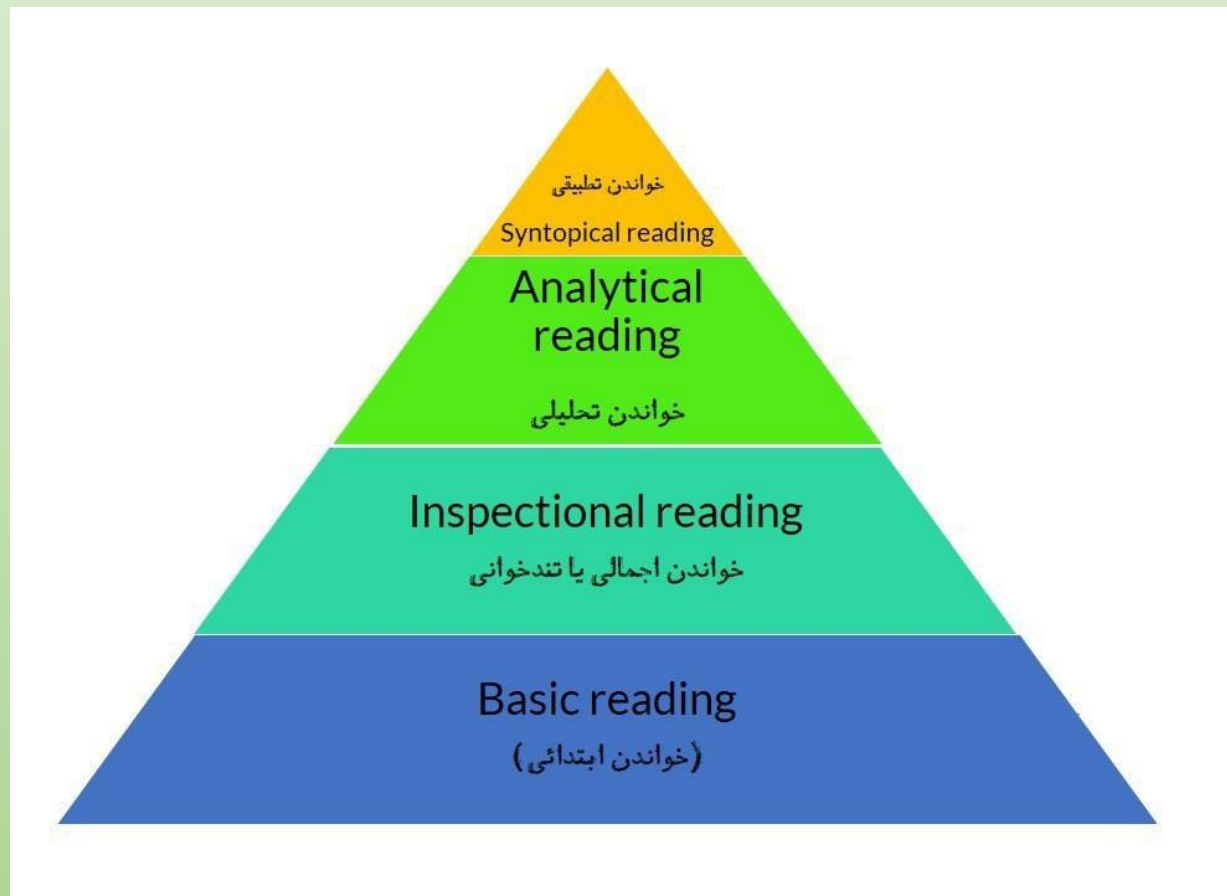 خواندن تطبیقی
Syntopical reading
Analytical
reading
خواندن تحلیلی
Inspectional reading
خواندن اجمالی یا تندخوانی
Basic reading
(خواندن ابتدائی)